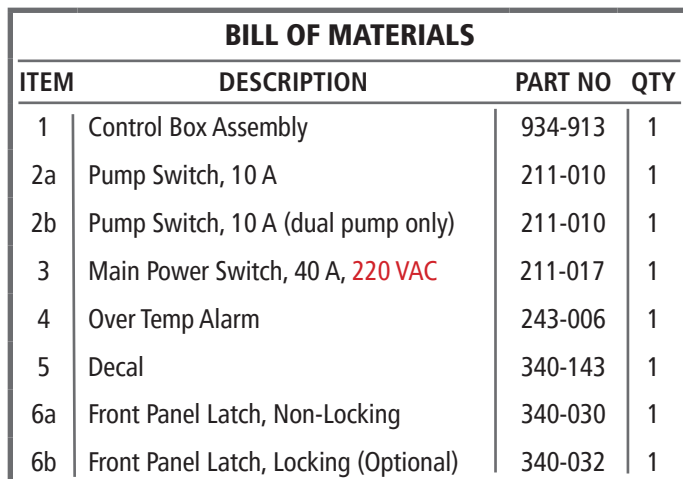 BILL OF MATERIALS
ITEM DESCRIPTION PART NO QTY
1 Control Box Assembly 934-913 1
2a Pump Switch, 10 A 211-010 1
2b Pump Switch, 10 A (dual pump only) 211-010 1
3 Main Power Switch, 40 A, 220 VAC 211-017 1
4 Over Temp Alarm 243-006 1
5 Decal 340-143 1
6a Front Panel Latch, Non-Locking 340-030 1
6b Front Panel Latch, Locking (Optional) 340-032 1